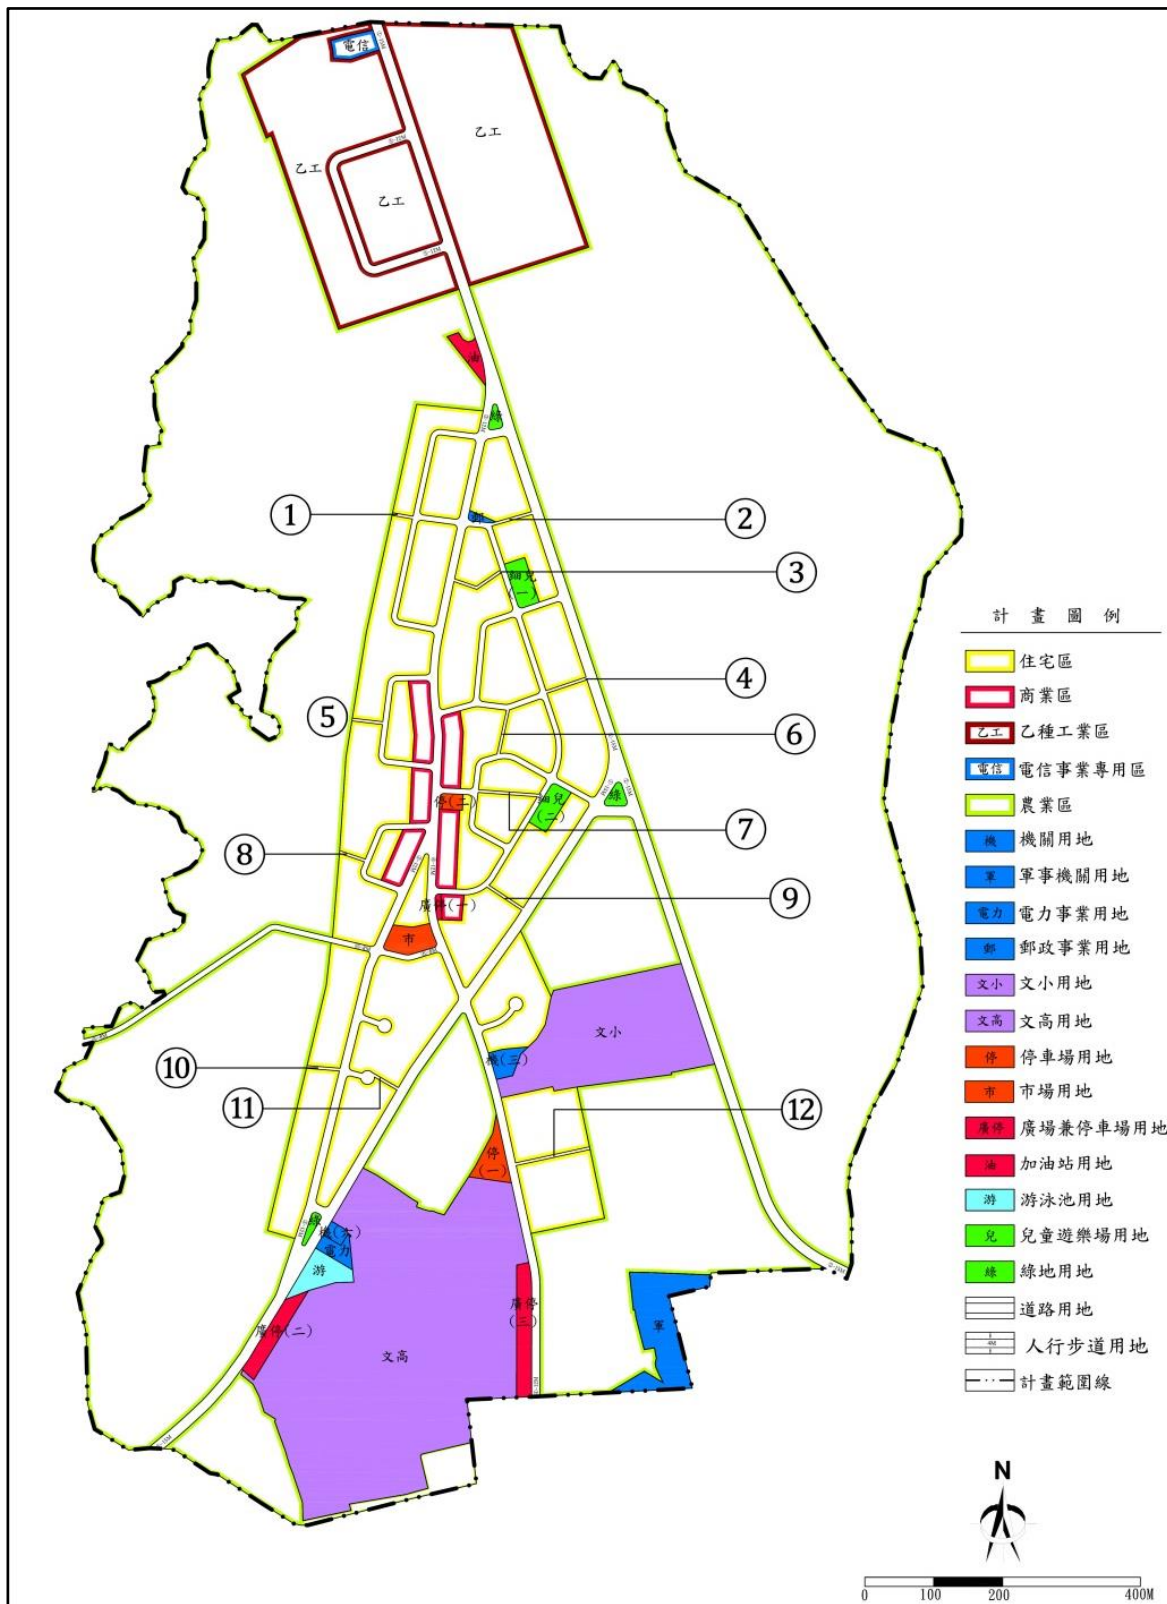 電信
乙工
乙工
乙工
油
綠
①
郵
②
細兒
(一)
③
④
⑤
⑥
停(二)
細兒
(二)
綠
⑦
⑧
⑨
廣停(一)
市
文小
機(三)
⑩
⑪
⑫
停
(一)
綠
機(六)
電力
游
廣停(二)
廣停
(三)
文高
軍
計畫圖例
住宅區
商業區
乙工 乙種工業區
電信 電信事業專用區
農業區
機 機關用地
軍 軍事機關用地
電力 電力事業用地
郵 郵政事業用地
文小 文小用地
文高 文高用地
停 停車場用地
市 市場用地
廣停 廣場兼停車場用地
油 加油站用地
游 游泳池用地
兒 兒童遊樂場用地
綠 綠地用地
道路用地
4M 人行步道用地
計畫範圍線
N
0 100 200 400M